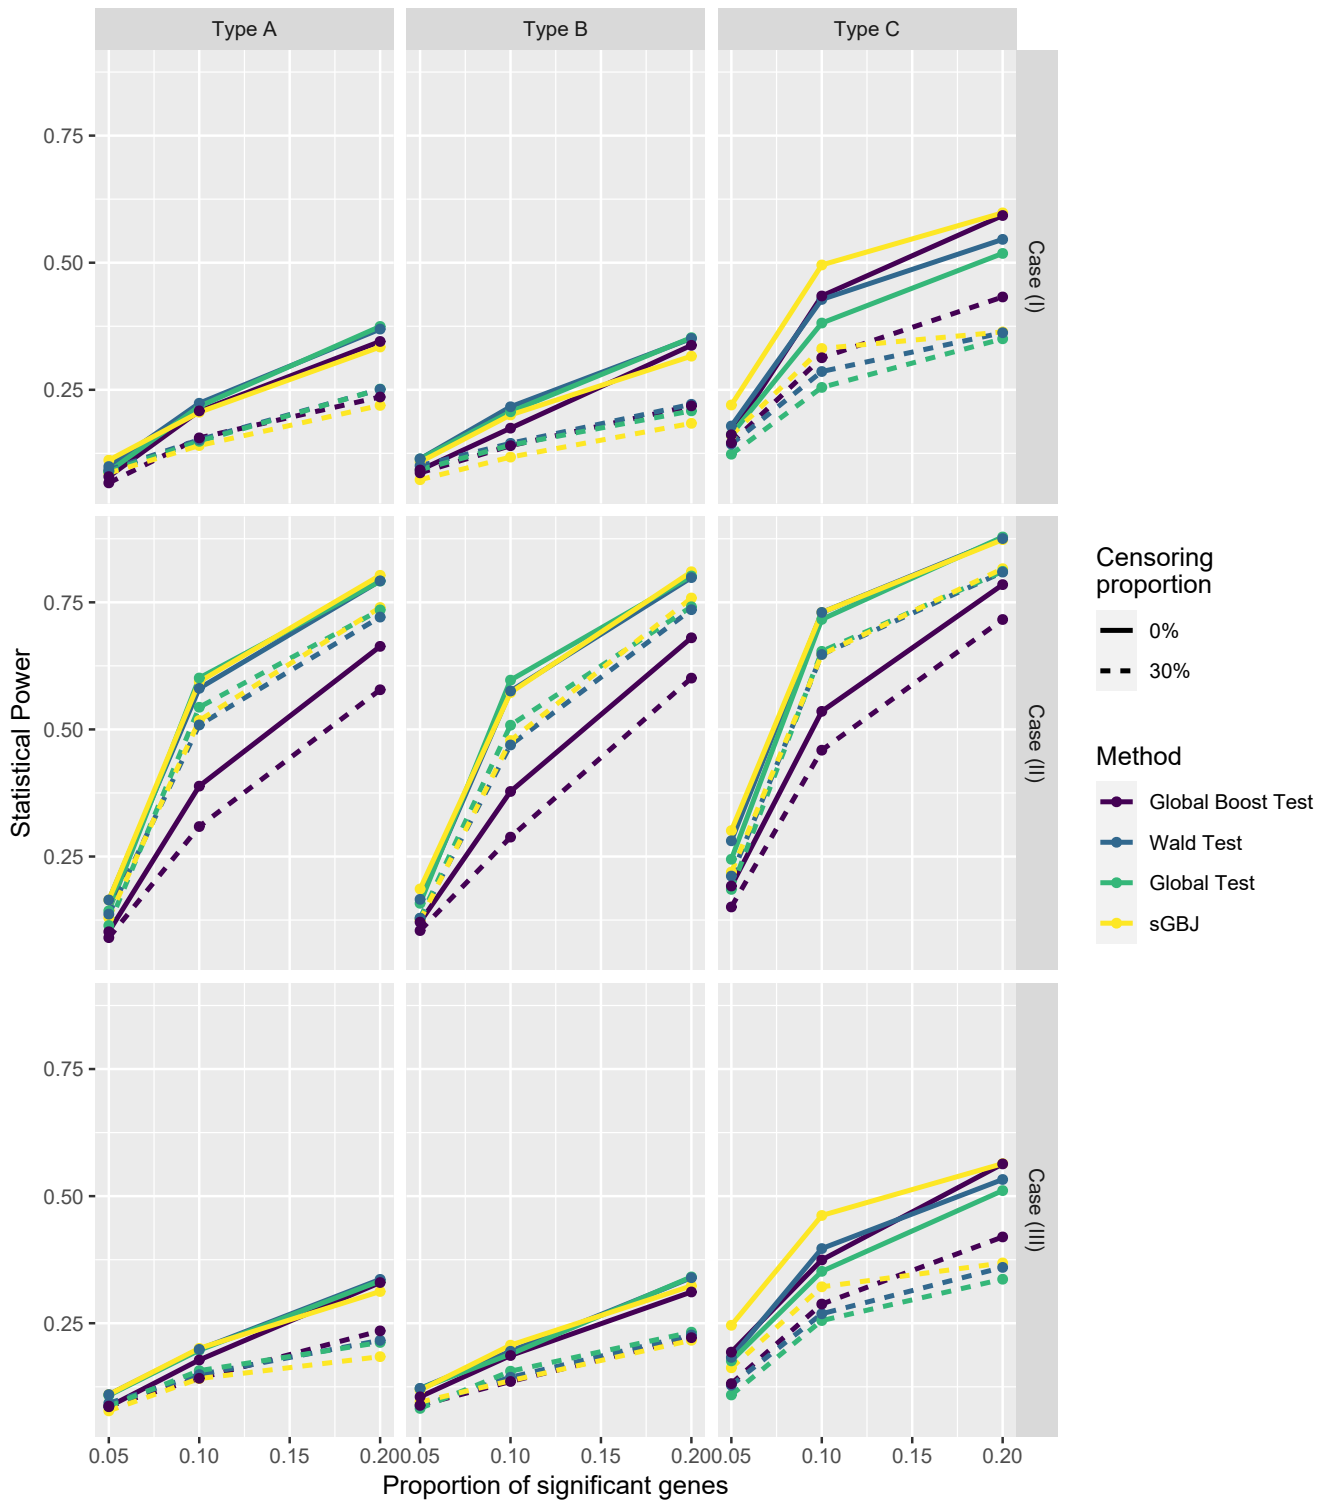 Type A
Type B
Type C
0.75
0.50
0.25
Case (I)
0.75
0.50
0.25
Case (II)
0.75
0.50
0.25
Case (III)
0.05 0.10 0.15 0.20
0.05 0.10 0.15 0.20
0.05 0.10 0.15 0.20
Statistical Power
Proportion of significant genes
Censoring
proportion
0%
30%
Method
Global Boost Test
Wald Test
Global Test
sGBJ